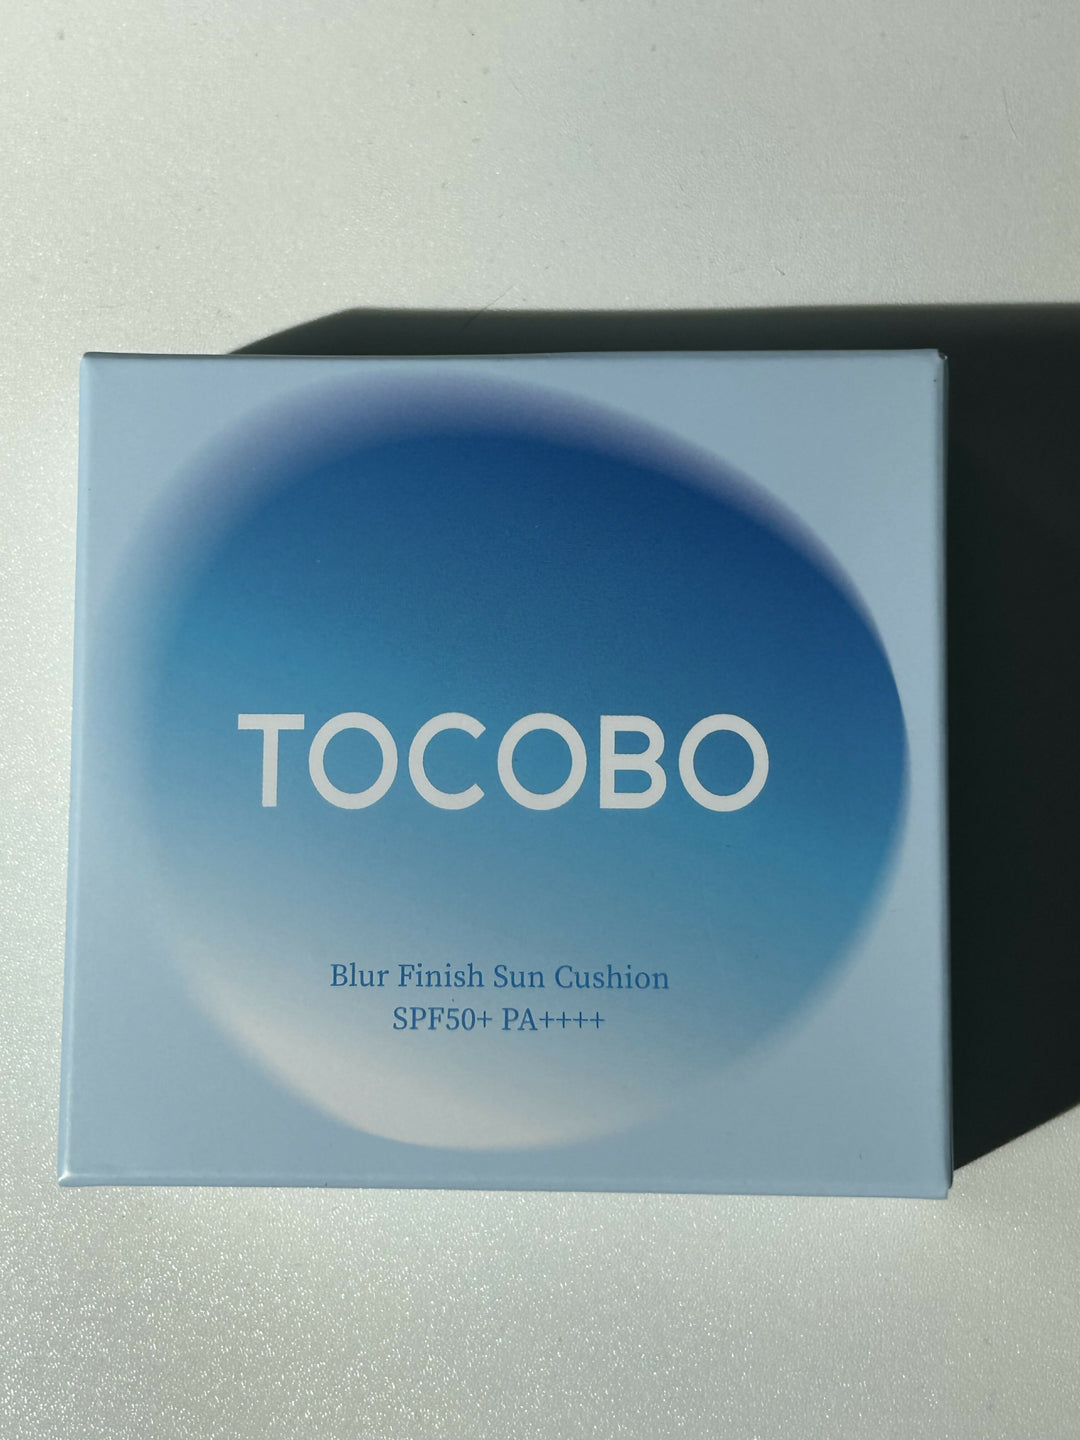 TOCOBO
Blur Finish Sun Cushion
SPF50+ PA++++